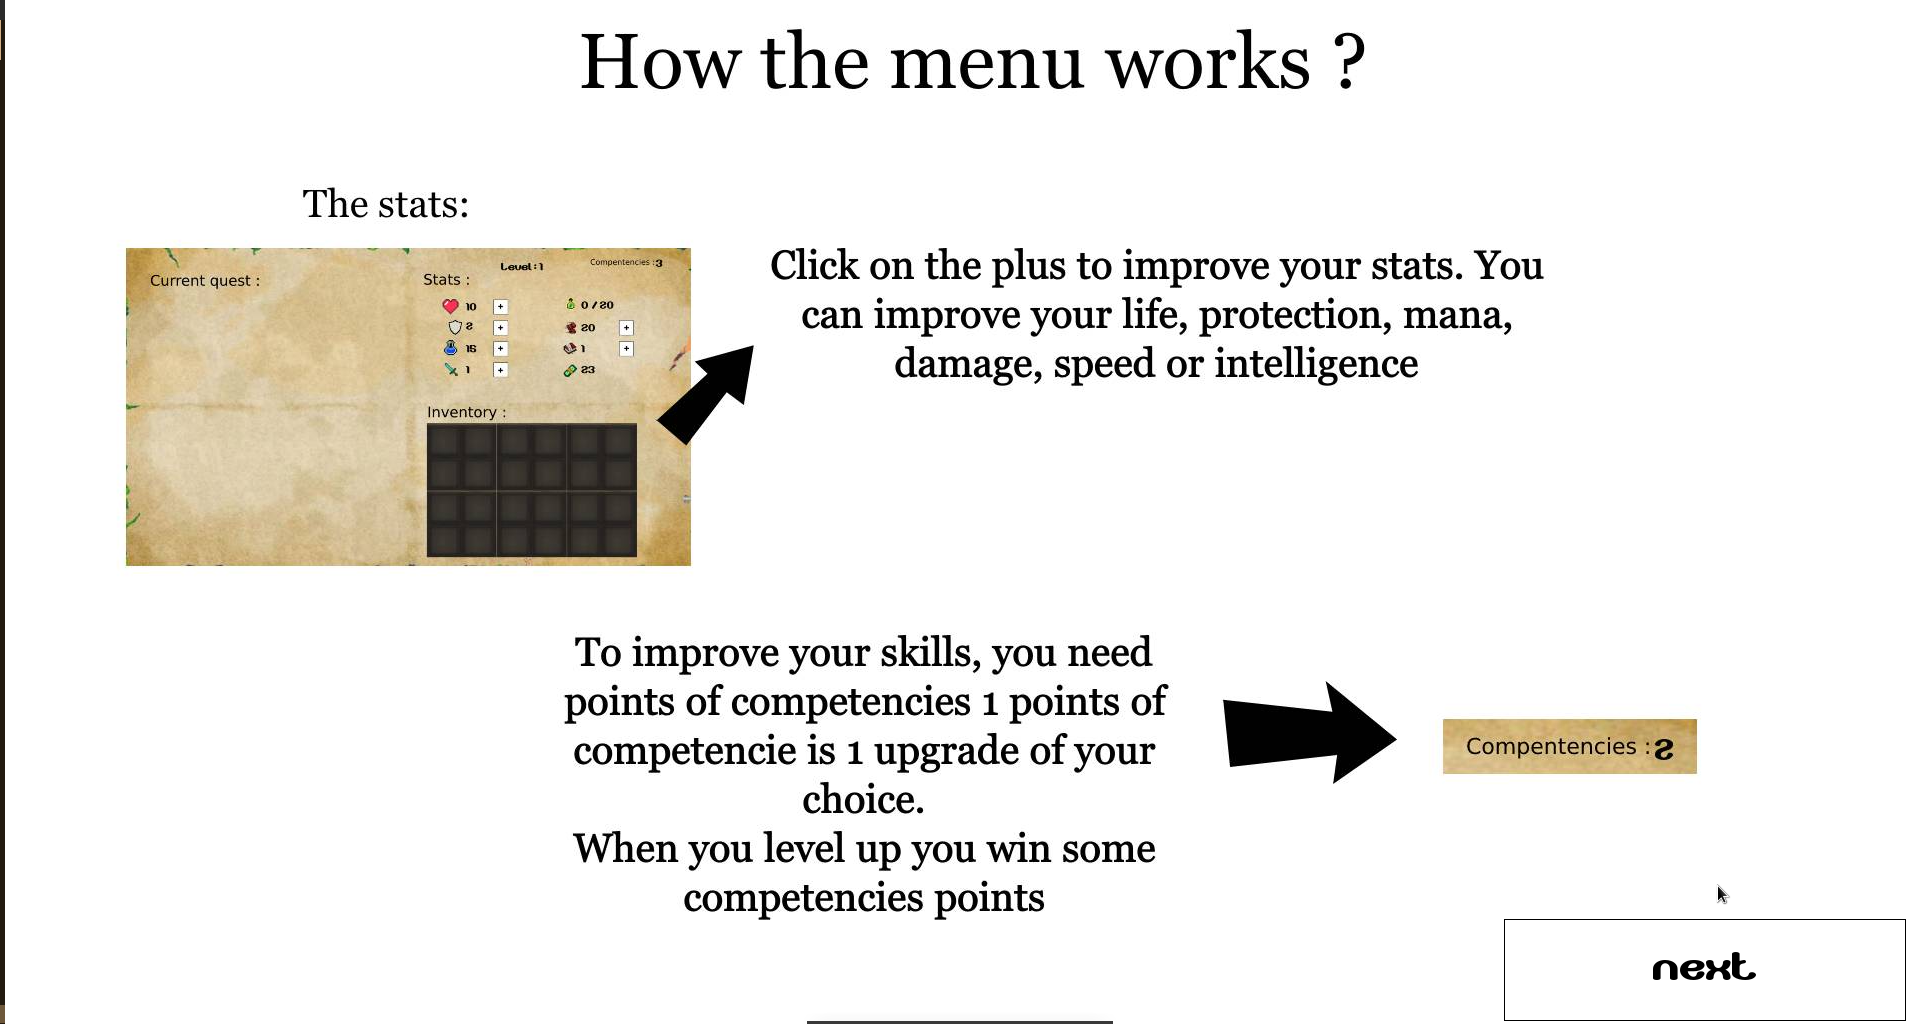 How the menu works ?
The stats:
Current quest :
Level:1
Compentencies :3
Stats :
10 +
0 / 20
2 +
20 +
15 +
1 +
1 +
23
Inventory :
Click on the plus to improve your stats. You
can improve your life, protection, mana,
damage, speed or intelligence
To improve your skills, you need
points of competencies 1 points of
competencie is 1 upgrade of your
choice.
When you level up you win some
competencies points
Compentencies :2
next